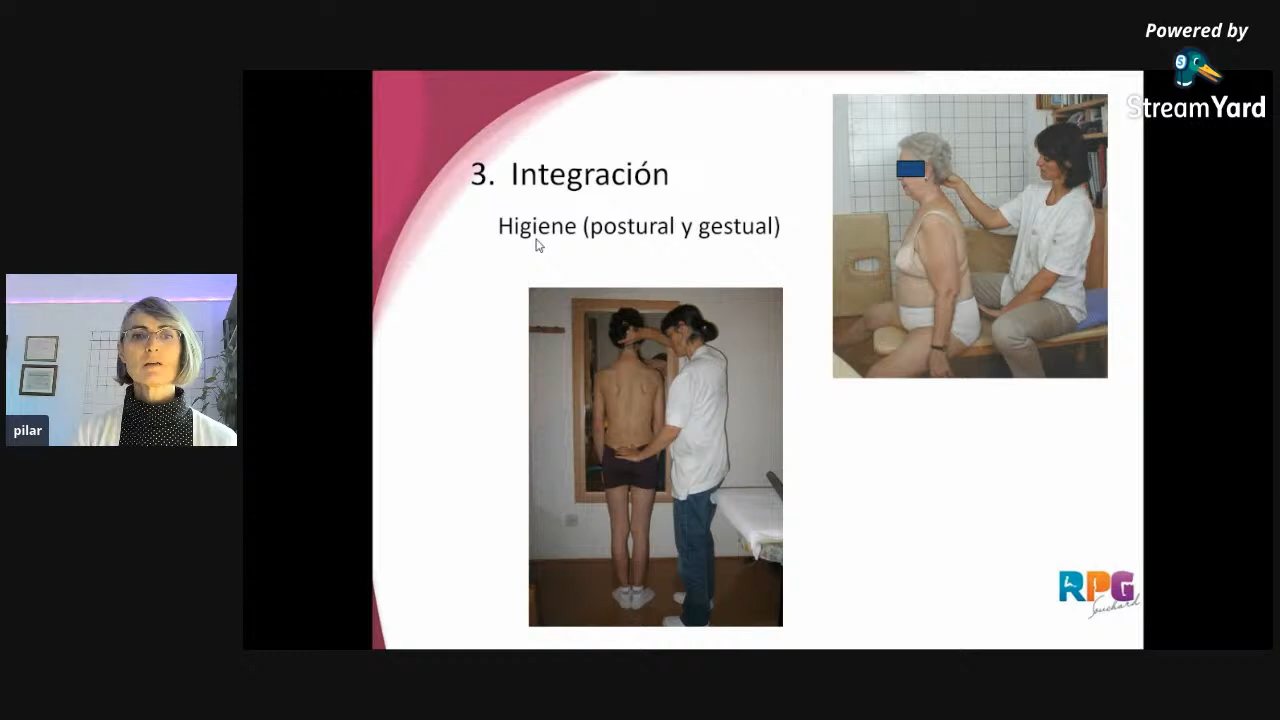 Powered by
StreamYard
3. Integración
Higiene (postural y gestual)
pilar
RPG
Souchard